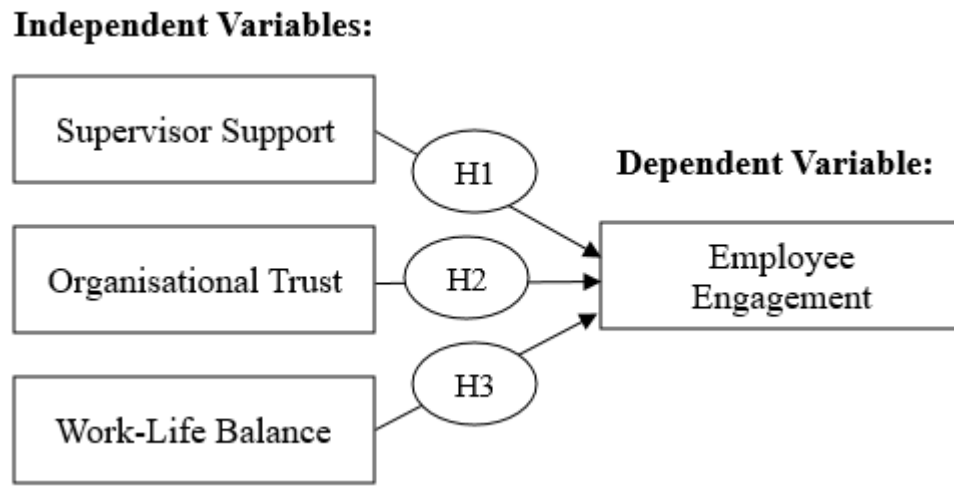 Independent Variables:
Supervisor Support
H1
Dependent Variable:
Organisational Trust
H2
Employee
Engagement
H3
Work-Life Balance